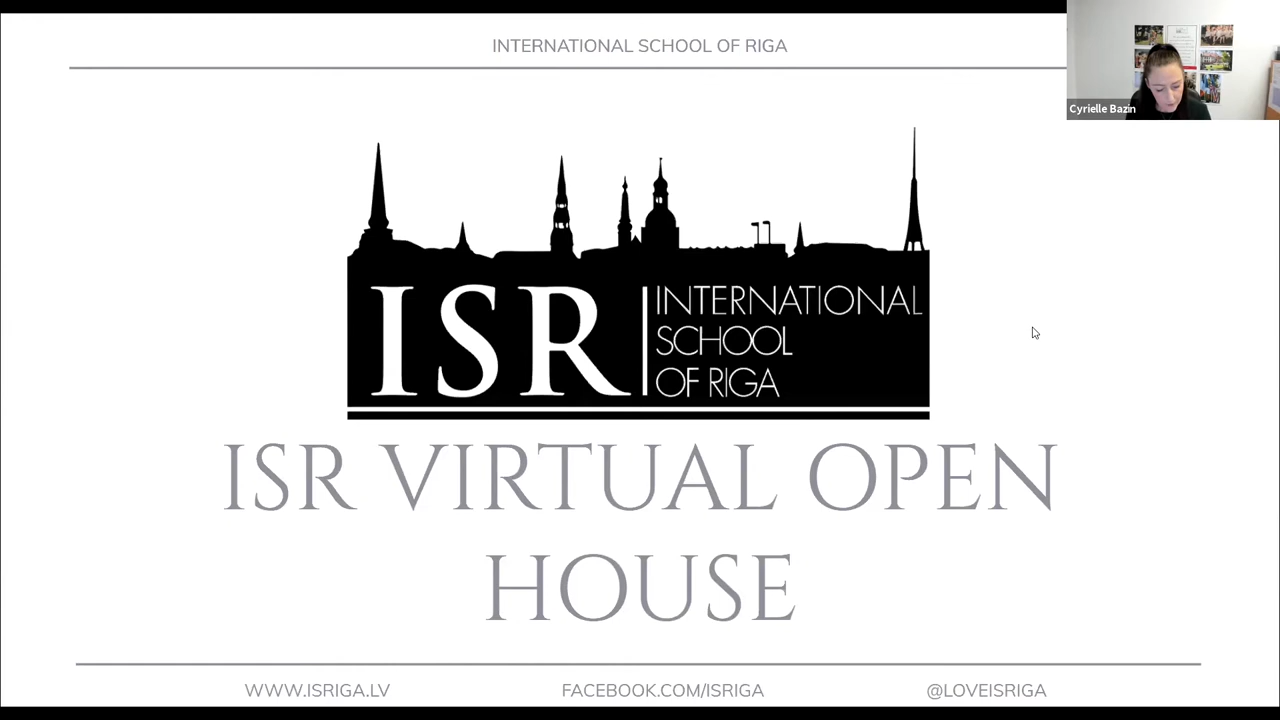 INTERNATIONAL SCHOOL OF RIGA
Cyrielle Bazin
ISR
INTERNATIONAL
SCHOOL
OF RIGA
ISR VIRTUAL OPEN
HOUSE
WWW.ISRIGA.LV
FACEBOOK.COM/ISRIGA
@LOVEISRIGA